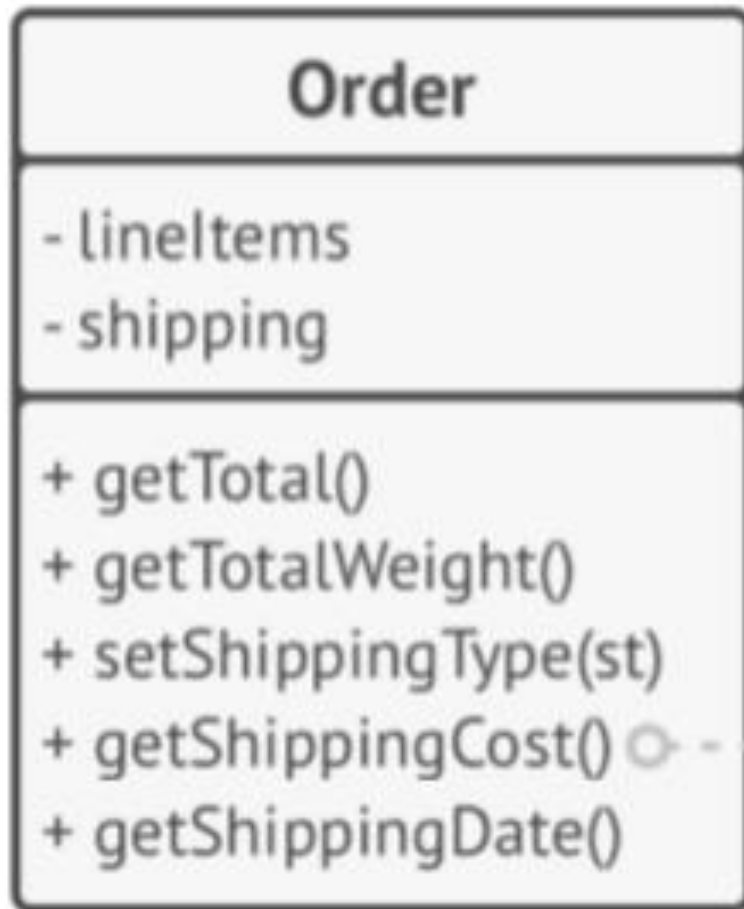 Order
- lineItems
- shipping
+ getTotal()
+ getTotalWeight()
+ setShippingType(st)
+ getShippingCost()
+ getShippingDate()